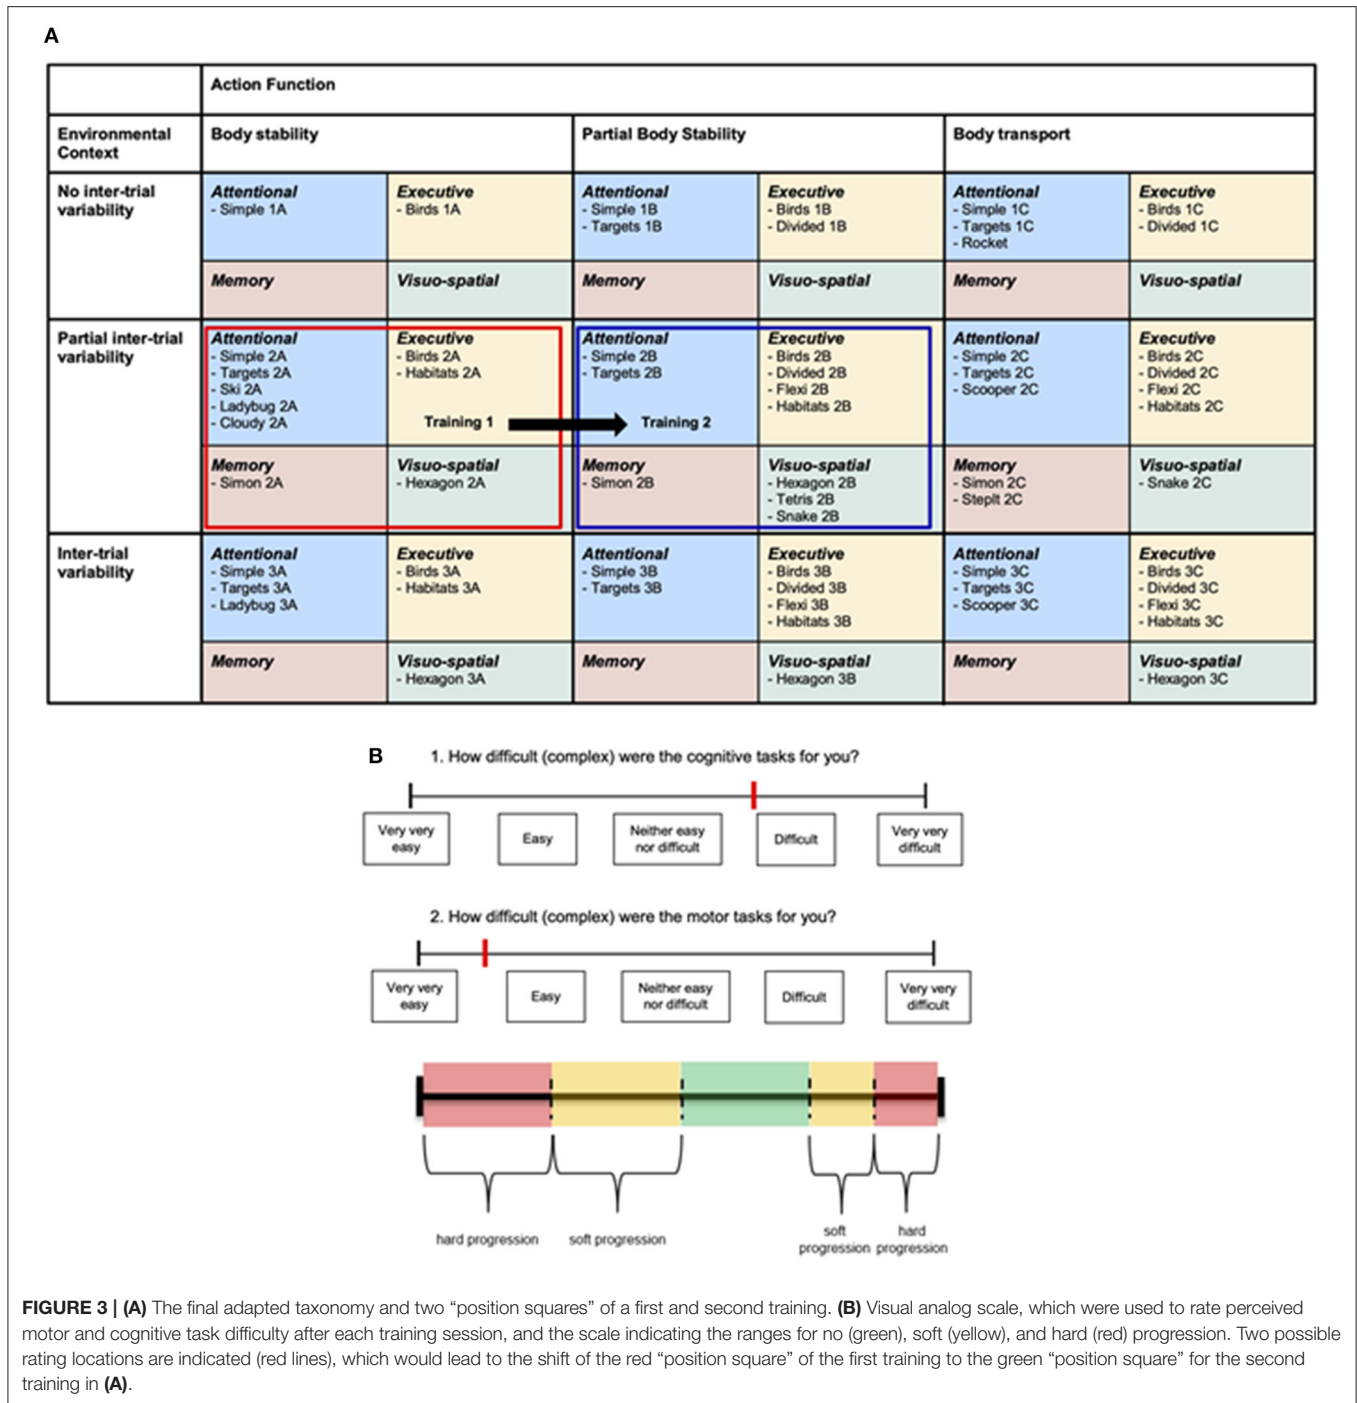 A
Action Function
Environmental
Context
Body stability
Partial Body Stability
Body transport
No inter-trial
variability
Attentional
- Simple 1A
Executive
- Birds 1A
Attentional
- Simple 1B
- Targets 1B
Executive
- Birds 1B
- Divided 1B
Attentional
- Simple 1C
- Targets 1C
- Rocket
Executive
- Birds 1C
- Divided 1C
Memory
Visuo-spatial
Memory
Visuo-spatial
Memory
Visuo-spatial
Partial inter-trial
variability
Attentional
- Simple 2A
- Targets 2A
- Ski 2A
- Ladybug 2A
- Cloudy 2A
Executive
- Birds 2A
- Habitats 2A
Training 1
Attentional
- Simple 2B
- Targets 2B
Training 2
Executive
- Birds 2B
- Divided 2B
- Flexi 2B
- Habitats 2B
Attentional
- Simple 2C
- Targets 2C
- Scooper 2C
Executive
- Birds 2C
- Divided 2C
- Flexi 2C
- Habitats 2C
Memory
- Simon 2A
Visuo-spatial
- Hexagon 2A
Memory
- Simon 2B
Visuo-spatial
- Hexagon 2B
- Tetris 2B
- Snake 2B
Memory
- Simon 2C
- StepIt 2C
Visuo-spatial
- Snake 2C
Inter-trial
variability
Attentional
- Simple 3A
- Targets 3A
- Ladybug 3A
Executive
- Birds 3A
- Habitats 3A
Attentional
- Simple 3B
- Targets 3B
Executive
- Birds 3B
- Divided 3B
- Flexi 3B
- Habitats 3B
Attentional
- Simple 3C
- Targets 3C
- Scooper 3C
Executive
- Birds 3C
- Divided 3C
- Flexi 3C
- Habitats 3C
Memory
Visuo-spatial
- Hexagon 3A
Memory
Visuo-spatial
- Hexagon 3B
Memory
Visuo-spatial
- Hexagon 3C
B
1. How difficult (complex) were the cognitive tasks for you?
Very very
easy
Easy
Neither easy
nor difficult
Difficult
Very very
difficult
2. How difficult (complex) were the motor tasks for you?
Very very
easy
Easy
Neither easy
nor difficult
Difficult
Very very
difficult
hard progression
soft progression
soft
progression
hard
progression
FIGURE 3 | (A) The final adapted taxonomy and two “position squares” of a first and second training. (B) Visual analog scale, which were used to rate perceived
motor and cognitive task difficulty after each training session, and the scale indicating the ranges for no (green), soft (yellow), and hard (red) progression. Two possible
rating locations are indicated (red lines), which would lead to the shift of the red “position square” of the first training to the green “position square” for the second
training in (A).